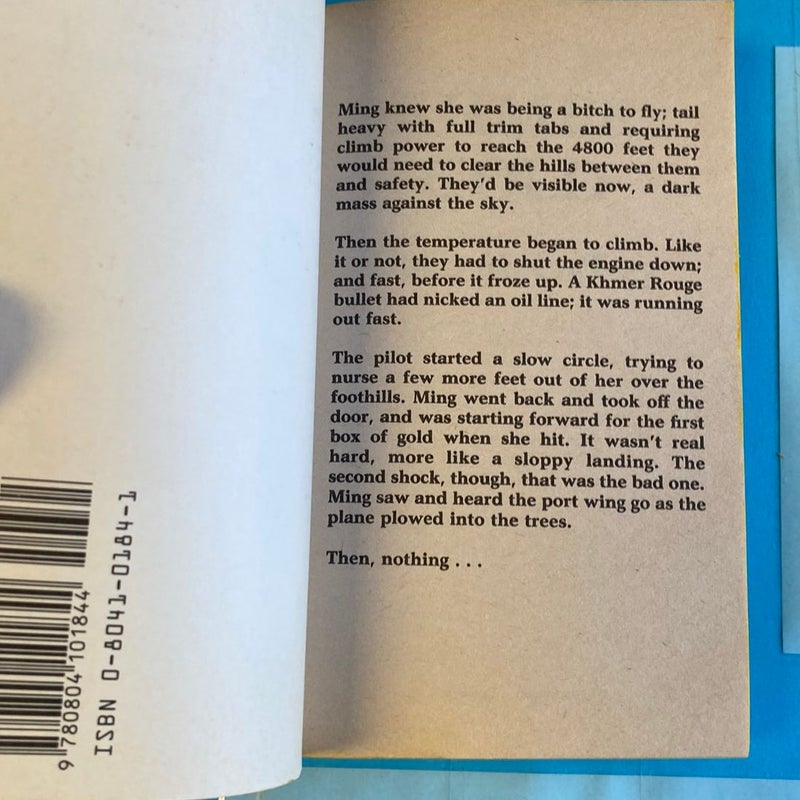 Ming knew she was being a bitch to fly; tail
heavy with full trim tabs and requiring
climb power to reach the 4800 feet they
would need to clear the hills between them
and safety. They'd be visible now, a dark
mass against the sky.
Then the temperature began to climb. Like
it or not, they had to shut the engine down;
and fast, before it froze up. A Khmer Rouge
bullet had nicked an oil line; it was running
out fast.
The pilot started a slow circle, trying to
nurse a few more feet out of her over the
foothills. Ming went back and took off the
door, and was starting forward for the first
box of gold when she hit. It wasn't real
hard, more like a sloppy landing. The
second shock, though, that was the bad one.
Ming saw and heard the port wing go as the
plane plowed into the trees.
Then, nothing . . .
9 780804 101844
ISBN 0-8041-0184-1